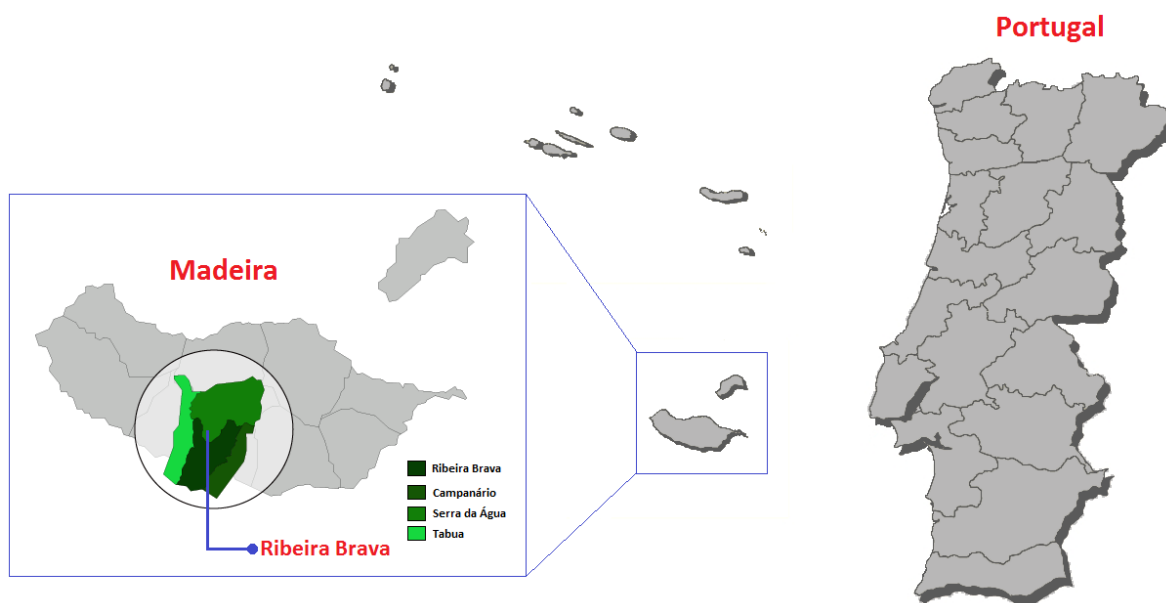 Portugal
Madeira
Ribeira Brava
Campanário
Serra da Água
Tabua
Ribeira Brava